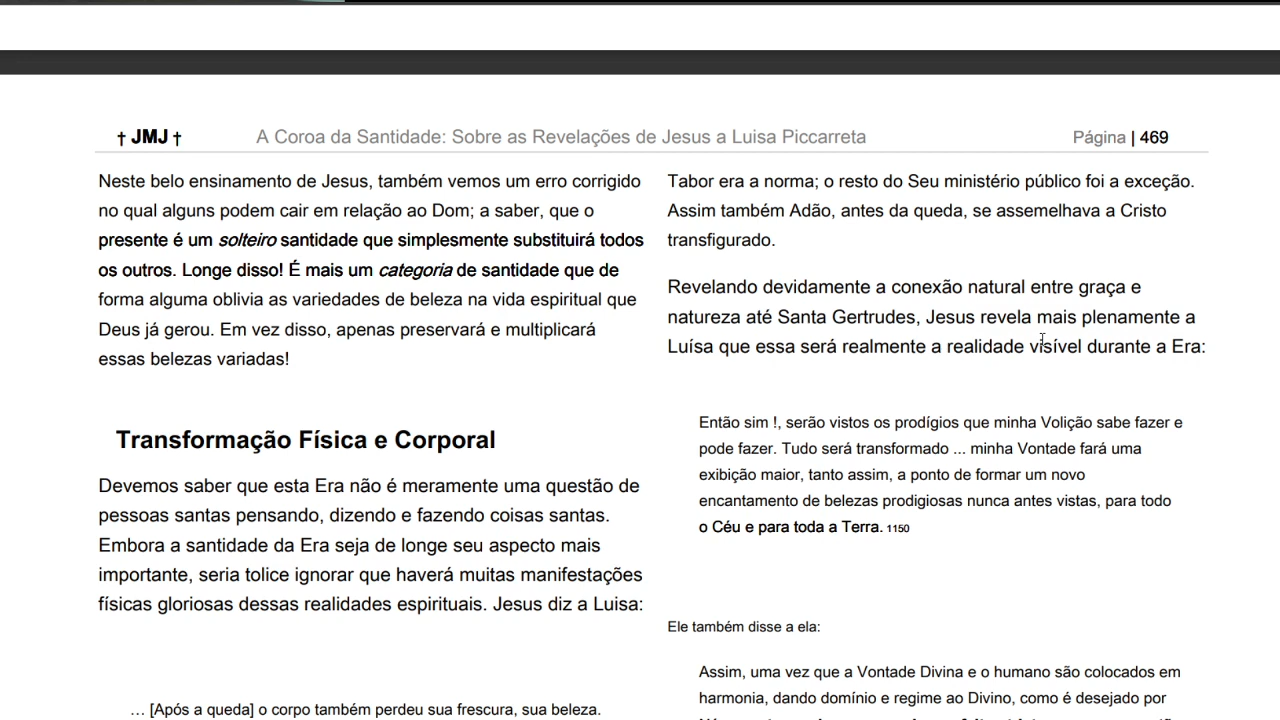 † JMJ † A Coroa da Santidade: Sobre as Revelações de Jesus a Luisa Piccarreta Página | 469
Neste belo ensinamento de Jesus, também vemos um erro corrigido
no qual alguns podem cair em relação ao Dom; a saber, que o
presente é um solteiro santidade que simplesmente substituirá todos
os outros. Longe disso! É mais um categoria de santidade que de
forma alguma oblivia as variedades de beleza na vida espiritual que
Deus já gerou. Em vez disso, apenas preservará e multiplicará
essas belezas variadas!
Transformação Física e Corporal
Devemos saber que esta Era não é meramente uma questão de
pessoas santas pensando, dizendo e fazendo coisas santas.
Embora a santidade da Era seja de longe seu aspecto mais
importante, seria tolice ignorar que haverá muitas manifestações
físicas gloriosas dessas realidades espirituais. Jesus diz a Luisa:
... [Após a queda] o corpo também perdeu sua frescura, sua beleza.
Tabor era a norma; o resto do Seu ministério público foi a exceção.
Assim também Adão, antes da queda, se assemelhava a Cristo
transfigurado.
Revelando devidamente a conexão natural entre graça e
natureza até Santa Gertrudes, Jesus revela mais plenamente a
Luísa que essa será realmente a realidade visível durante a Era:
Então sim !, serão vistos os prodígios que minha Volição sabe fazer e
pode fazer. Tudo será transformado ... minha Vontade fará uma
exibição maior, tanto assim, a ponto de formar um novo
encantamento de belezas prodigiosas nunca antes vistas, para todo
o Céu e para toda a Terra. 1150
Ele também disse a ela:
Assim, uma vez que a Vontade Divina e o humano são colocados em
harmonia, dando domínio e regime ao Divino, como é desejado por